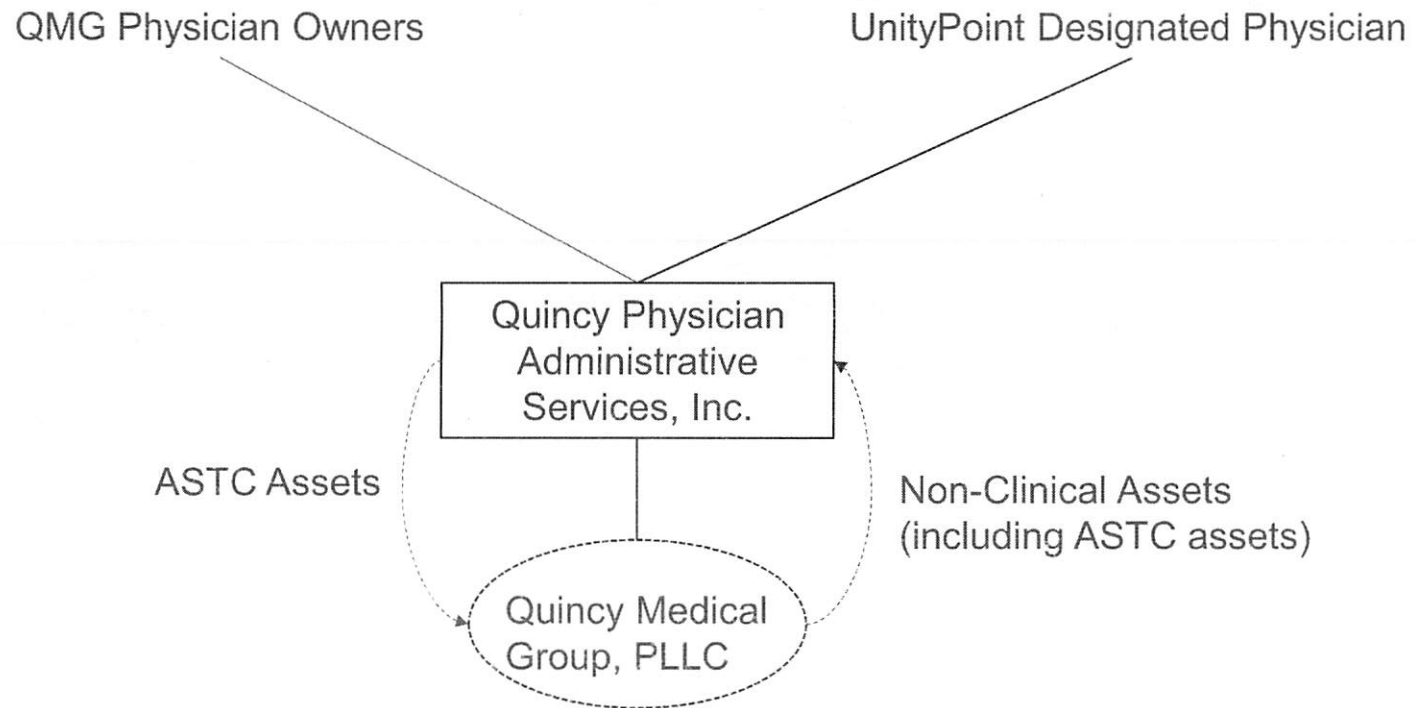 QMG Physician Owners
UnityPoint Designated Physician
Quincy Physician
Administrative
Services, Inc.
ASTC Assets
Non-Clinical Assets
(including ASTC assets)
Quincy Medical
Group, PLLC